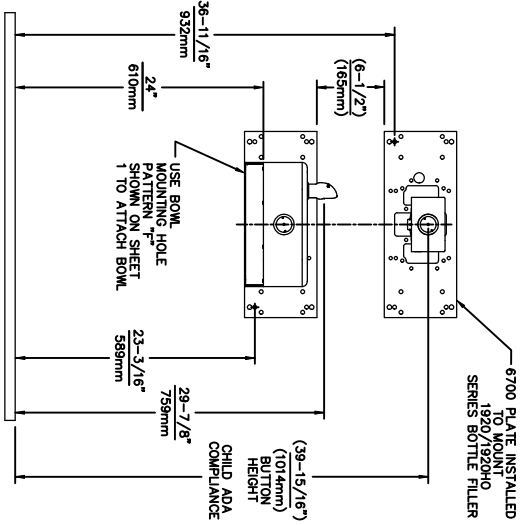 6700 PLATE INSTALLED
TO MOUNT
1920/1920HO
SERIES BOTTLE FILLER
36-11/16"
932mm
(6-1/2")
(165mm)
24"
610mm
USE BOWL
MOUNTING HOLE
PATTERN "F"
SHOWN ON SHEET
1 TO ATTACH BOWL
23-3/16"
589mm
29-7/8"
759mm
(39-15/16")
(1014mm)
BUTTON
HEIGHT
CHILD ADA
COMPLIANCE